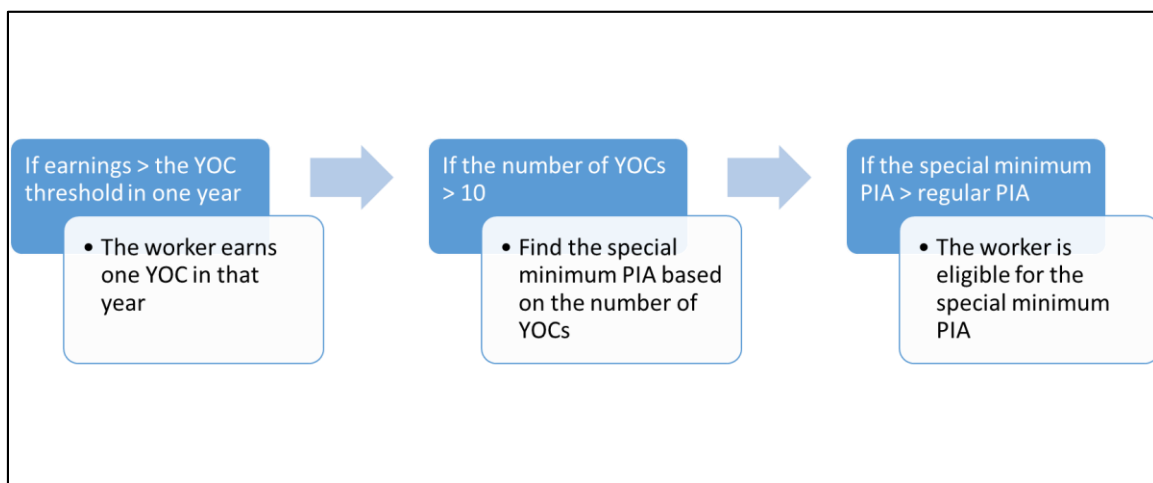 If earnings > the YOC
threshold in one year
• The worker earns
one YOC in that
year
If the number of YOCs
> 10
• Find the special
minimum PIA based
on the number of
YOCs
If the special minimum
PIA > regular PIA
• The worker is
eligible for the
special minimum
PIA